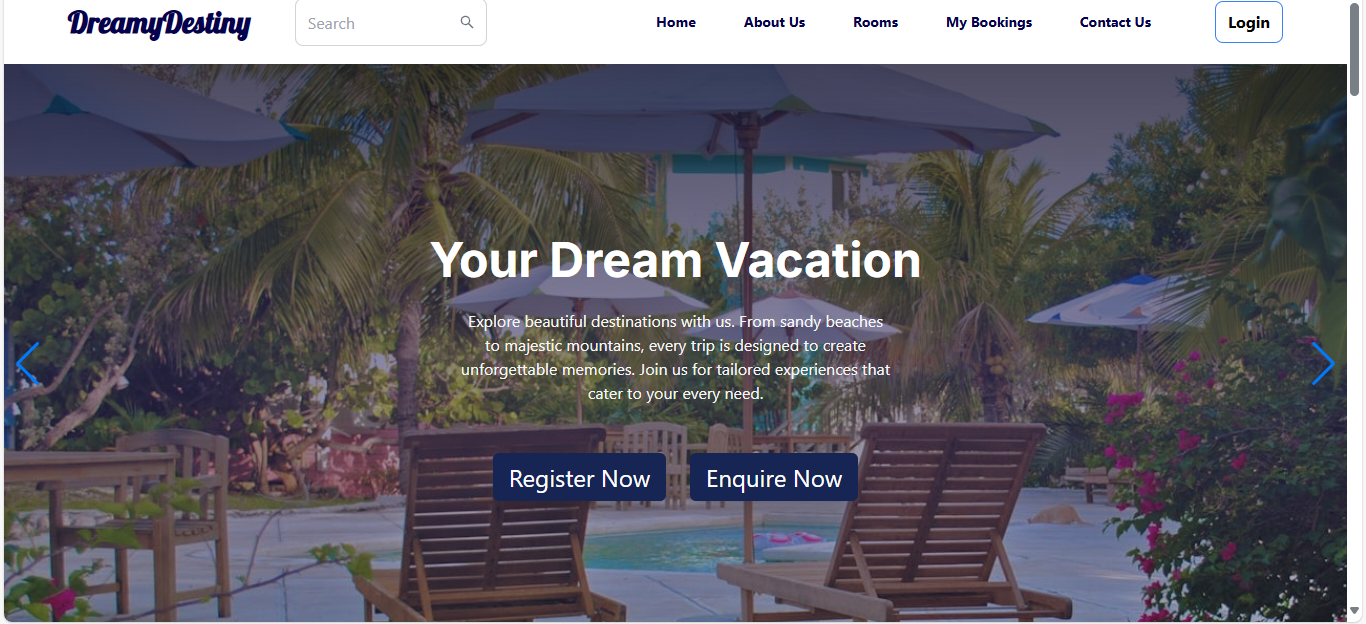 DreamyDestiny
Search
Home
About Us
Rooms
My Bookings
Contact Us
Login
Your Dream Vacation
Explore beautiful destinations with us. From sandy beaches
to majestic mountains, every trip is designed to create
unforgettable memories. Join us for tailored experiences that
cater to your every need.
Register Now
Enquire Now